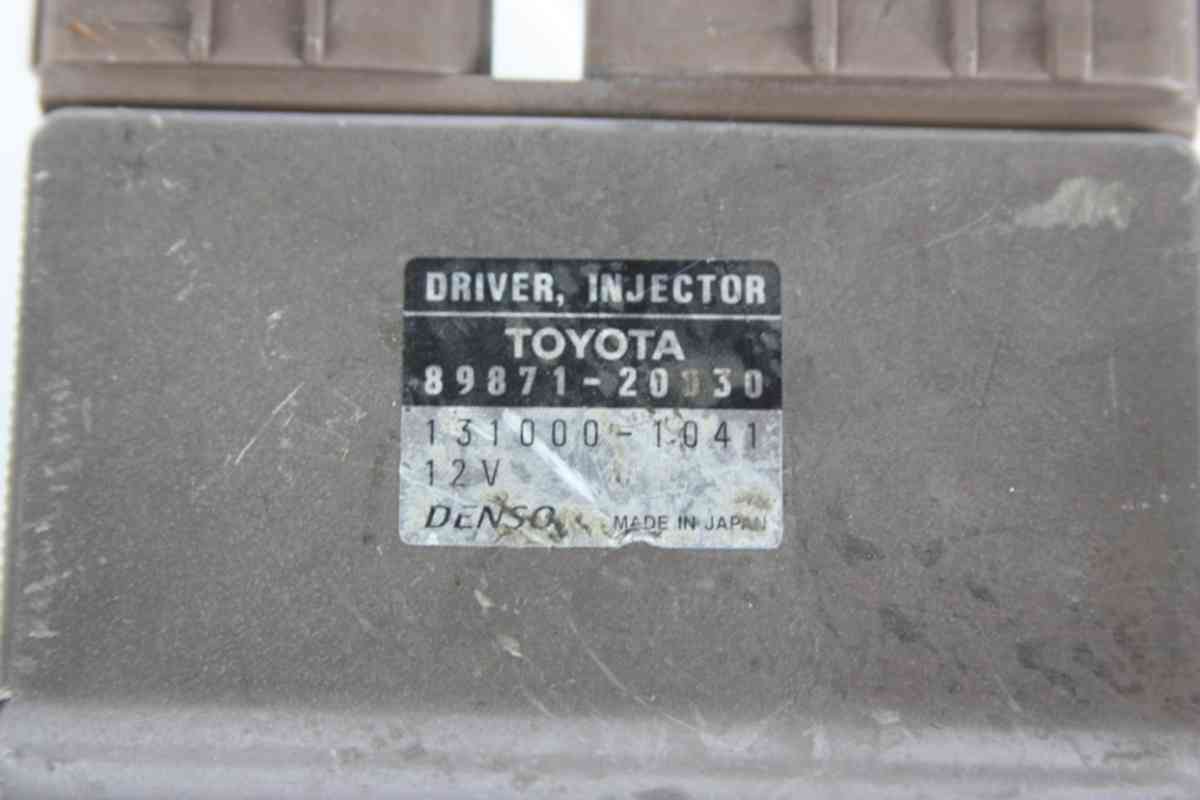 DRIVER, INJECTOR
TOYOTA
89871-20030
131000-1041
12V
DENSO MADE IN JAPAN